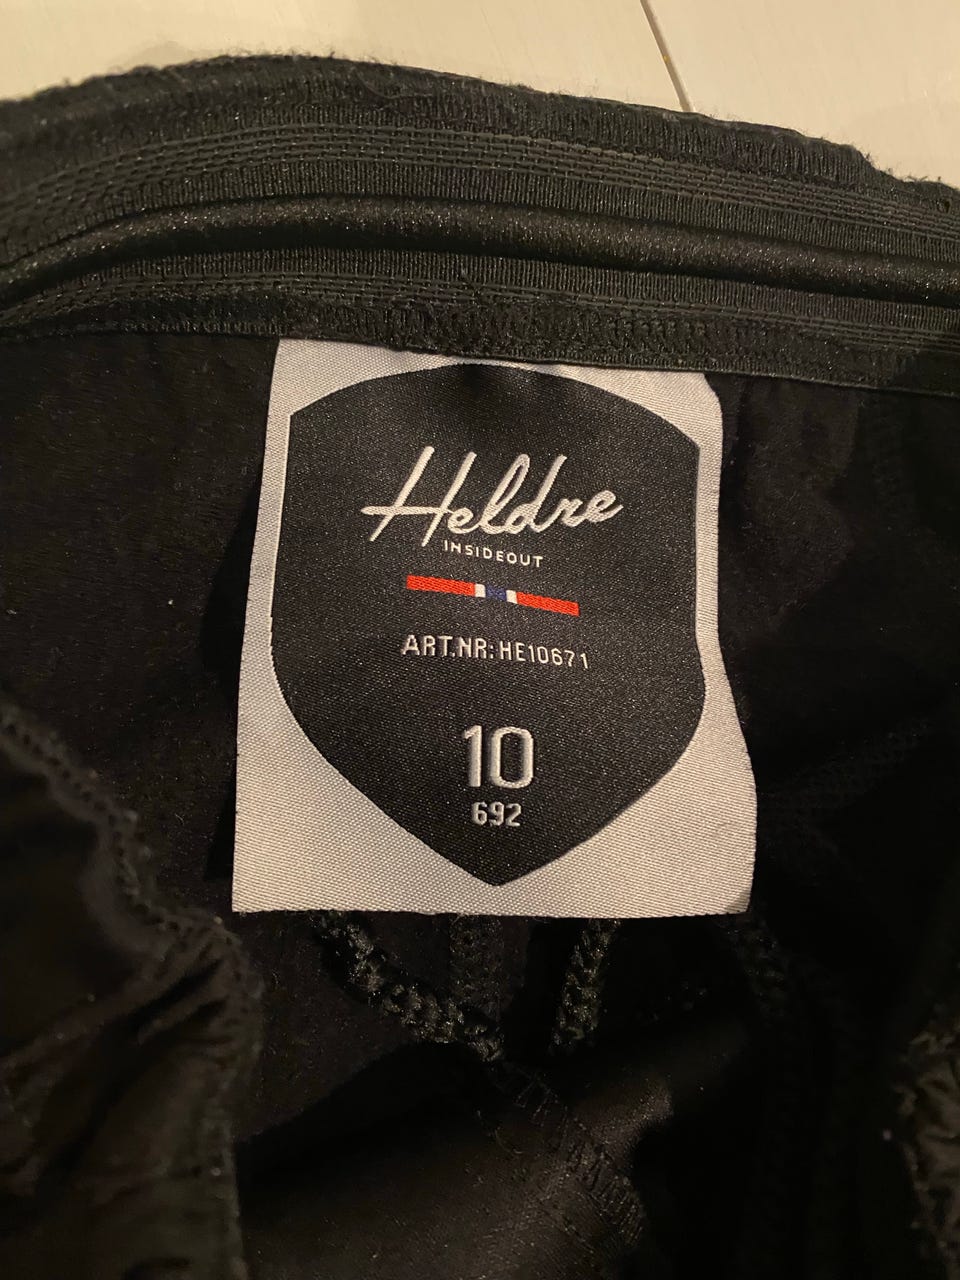 Heldre
INSIDEOUT
ART.NR:HE10671
10
692